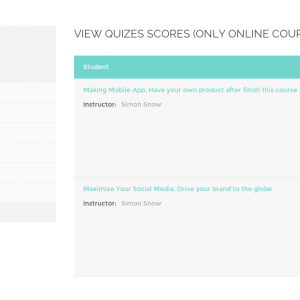 VIEW QUIZES SCORES (ONLY ONLINE COUR
Student
Making Mobile App, Have your own product after finish this course
Instructor: Simon Snow
Maximize Your Social Media, Drive your brand to the globe
Instructor: Simon Snow